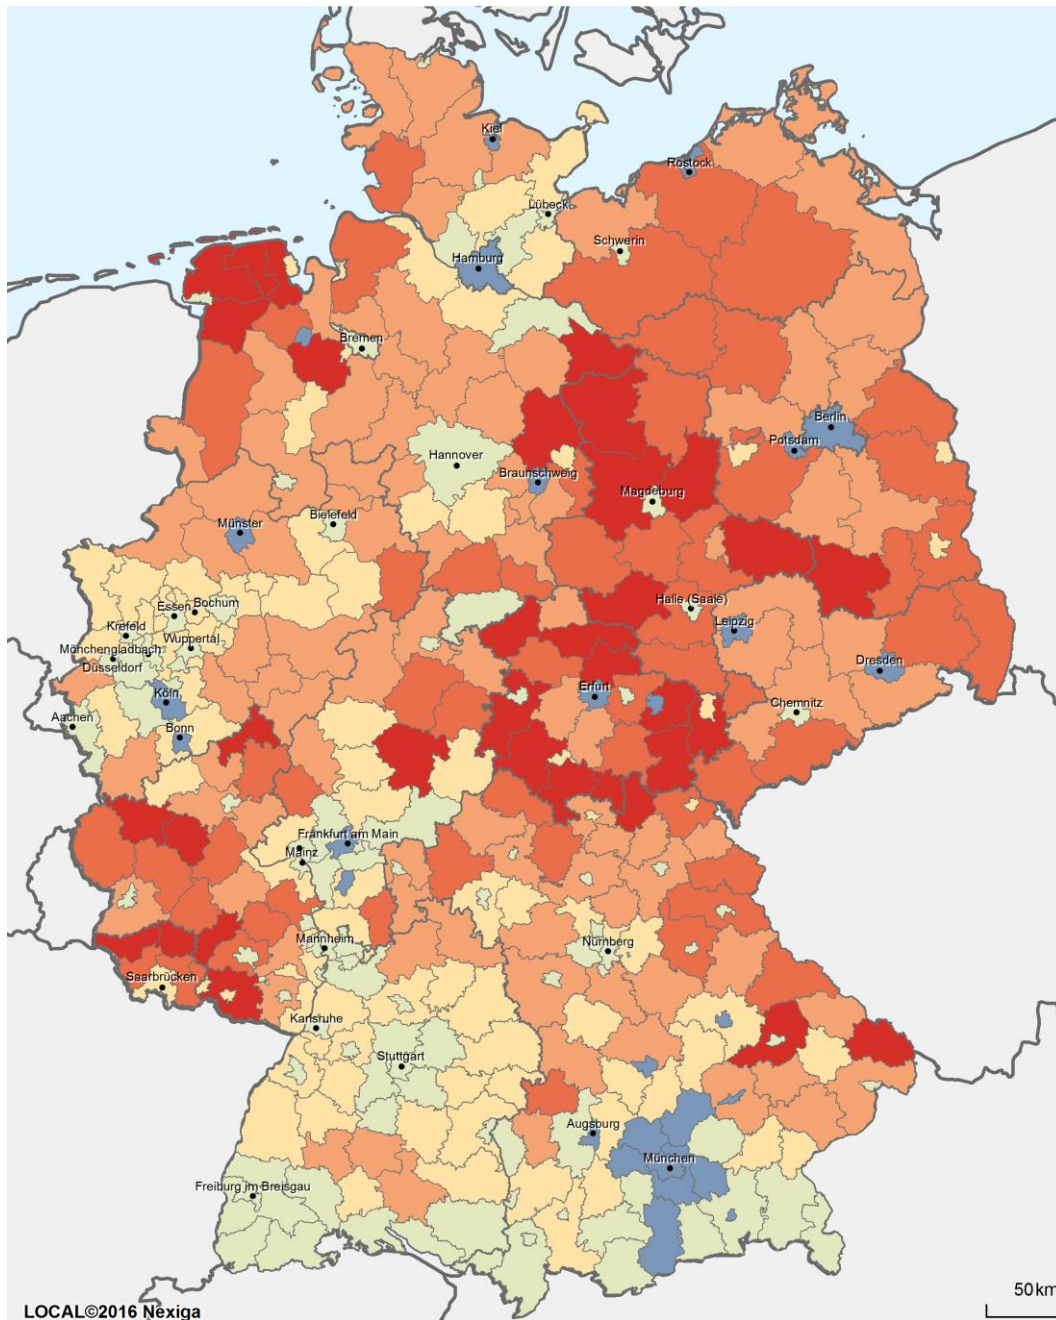 Kiel
Rostock
Lübeck
Schwerin
Hamburg
Bremen
Berlin
Potsdam
Hannover
Braunschweig
Magdeburg
Bielefeld
Münster
Essen
Bochum
Halle (Saale)
Krefeld
Leipzig
Wuppertal
Mönchengladbach
Düsseldorf
Dresden
Köln
Erfurt
Chemnitz
Aachen
Bonn
Frankfurt am Main
Mainz
Mannheim
Nürnberg
Saarbrücken
Karlsruhe
Stuttgart
Augsburg
München
Freiburg im Breisgau
50 km
LOCAL©2016 Nexiga